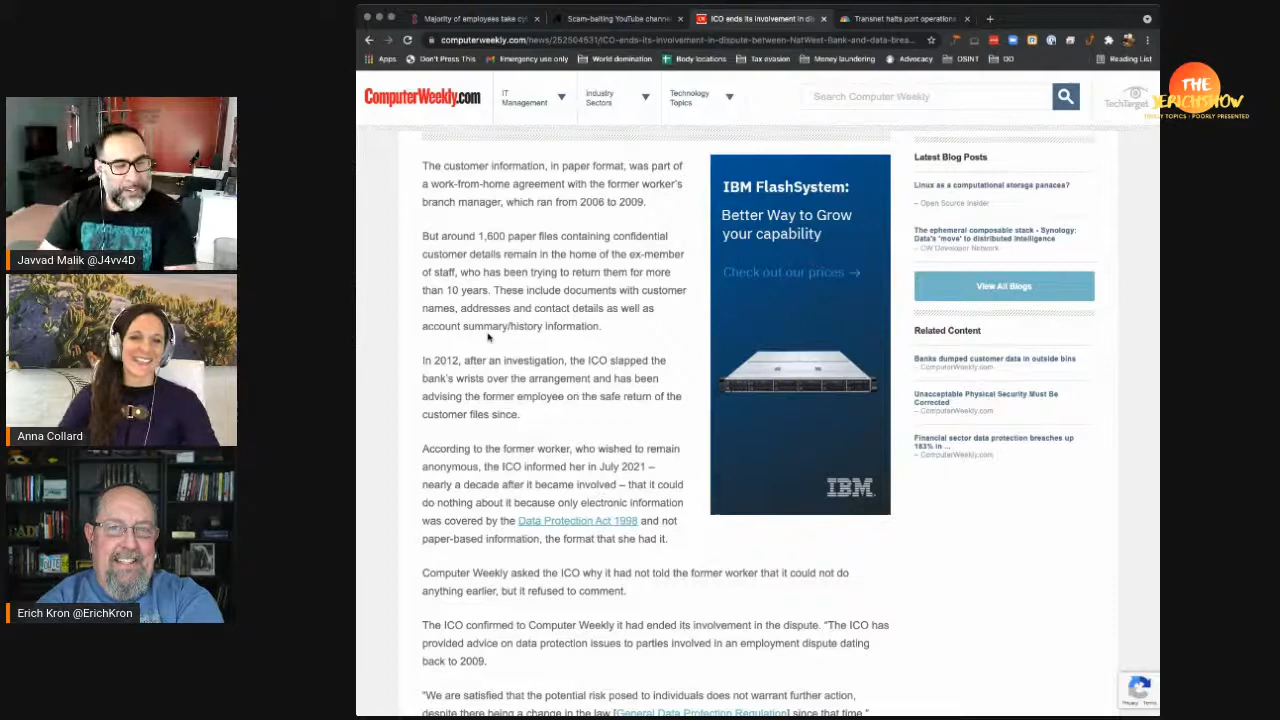 Majority of employees take cy
Scam-baiting YouTube channel
ICO ends its involvement in dis
Transnet halts port operations
computerweekly.com/news/252504531/ICO-ends-its-involvement-in-dispute-between-NatWest-Bank-and-data-brea...
Apps
Don't Press This
Emergency use only
World domination
Body locations
Tax evasion
Money laundering
Advocacy
OSINT
GO
Reading List
THE
JERICHSHOW
TOPICS : POORLY PRESENTED
ComputerWeekly.com
IT
Management
Industry
Sectors
Technology
Topics
Search Computer Weekly
TechTarget
Javvad Malik @J4vv4D
Anna Collard
Erich Kron @ErichKron
The customer information, in paper format, was part of
a work-from-home agreement with the former worker's
branch manager, which ran from 2006 to 2009.
But around 1,600 paper files containing confidential
customer details remain in the home of the ex-member
of staff, who has been trying to return them for more
than 10 years. These include documents with customer
names, addresses and contact details as well as
account summary/history information.
In 2012, after an investigation, the ICO slapped the
bank's wrists over the arrangement and has been
advising the former employee on the safe return of the
customer files since.
According to the former worker, who wished to remain
anonymous, the ICO informed her in July 2021 –
nearly a decade after it became involved – that it could
do nothing about it because only electronic information
was covered by the Data Protection Act 1998 and not
paper-based information, the format that she had it.
Computer Weekly asked the ICO why it had not told the former worker that it could not do
anything earlier, but it refused to comment.
The ICO confirmed to Computer Weekly it had ended its involvement in the dispute. "The ICO has
provided advice on data protection issues to parties involved in an employment dispute dating
back to 2009.
"We are satisfied that the potential risk posed to individuals does not warrant further action,
despite there being a change in the law [General Data Protection Regulation] since that time."
IBM FlashSystem:
Better Way to Grow
your capability
Check out our prices →
IBM
Latest Blog Posts
Linux as a computational storage panacea?
– Open Source Insider
The ephemeral composable stack - Synology:
Data's 'move' to distributed intelligence
– CW Developer Network
View All Blogs
Related Content
Banks dumped customer data in outside bins
– ComputerWeekly.com
Unacceptable Physical Security Must Be
Corrected
– ComputerWeekly.com
Financial sector data protection breaches up
183% in ...
– ComputerWeekly.com
Privacy - Terms